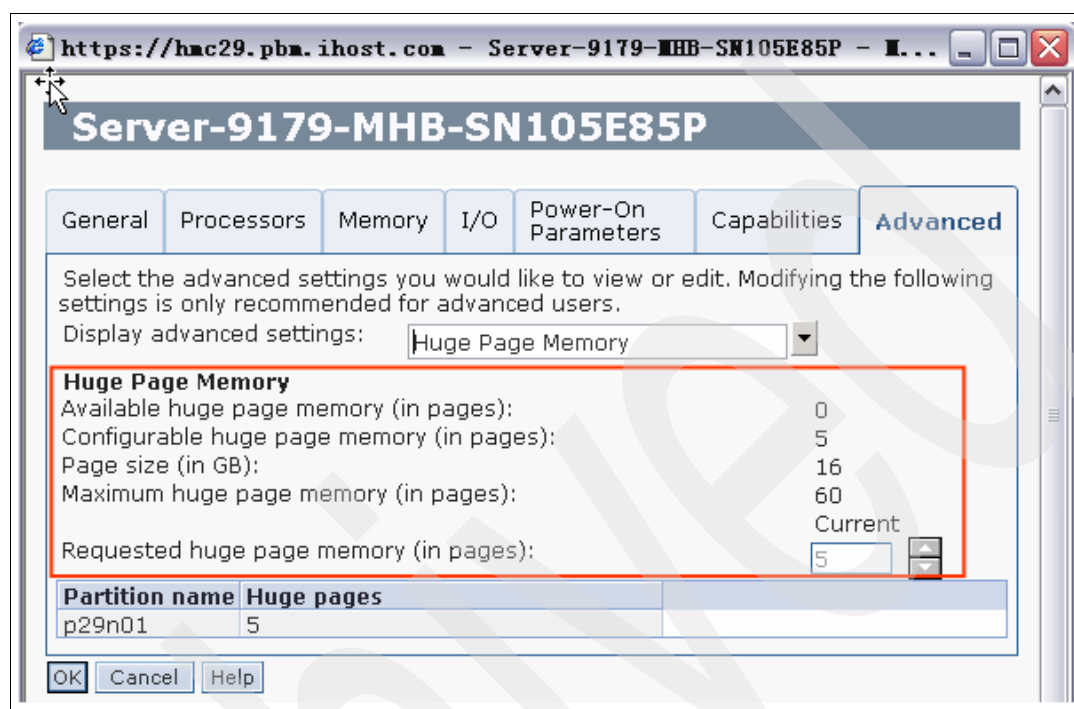 https://hmc29.pbm.ihost.com - Server-9179-MHB-SN105E85P - M...
Server-9179-MHB-SN105E85P
General Processors Memory I/O Power-On Parameters Capabilities Advanced
Select the advanced settings you would like to view or edit. Modifying the following
settings is only recommended for advanced users.
Display advanced settings: Huge Page Memory
Huge Page Memory
Available huge page memory (in pages): 0
Configurable huge page memory (in pages): 5
Page size (in GB): 16
Maximum huge page memory (in pages): 60
Current
Requested huge page memory (in pages): 5
Partition name Huge pages
p29n01 5
OK Cancel Help